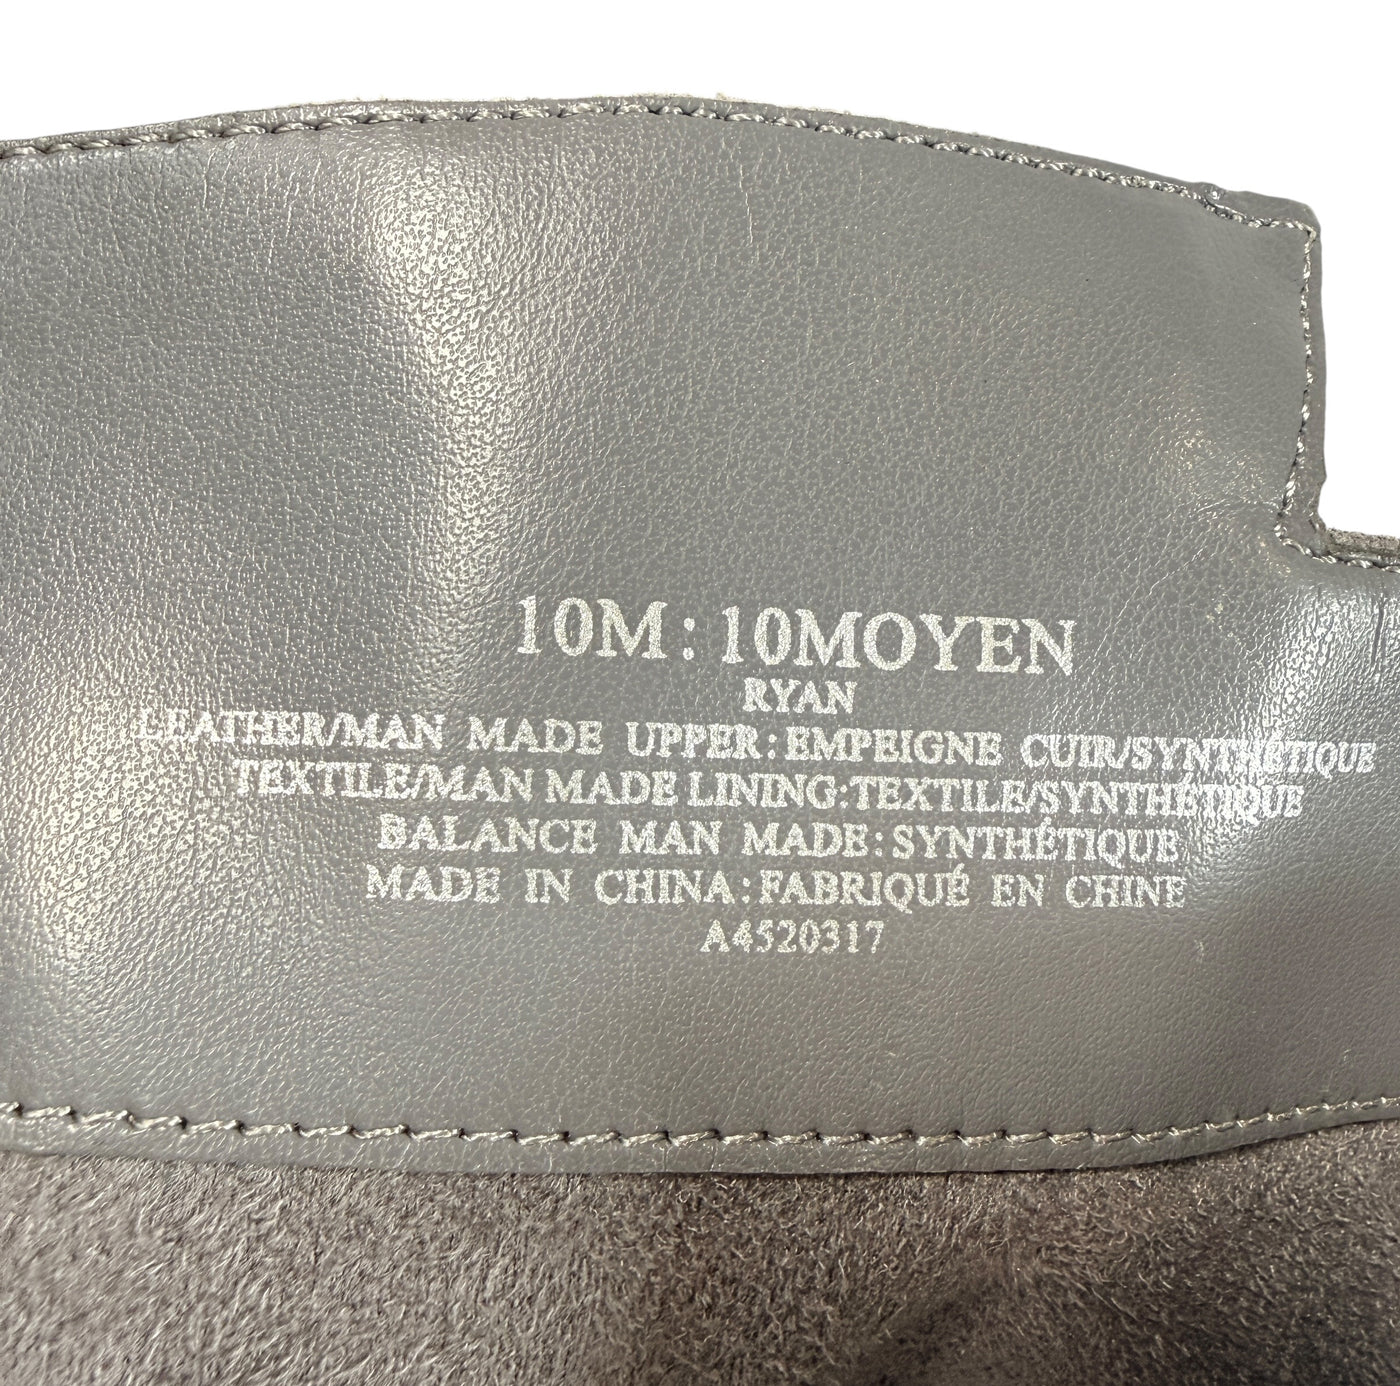 10M : 10MOYEN
RYAN
LEATHER/MAN MADE UPPER:EMPEIGNE CUIR/SYNTHÉTIQUE
TEXTILE/MAN MADE LINING:TEXTILE/SYNTHÉTIQUE
BALANCE MAN MADE:SYNTHÉTIQUE
MADE IN CHINA:FABRIQUÉ EN CHINE
A4520317